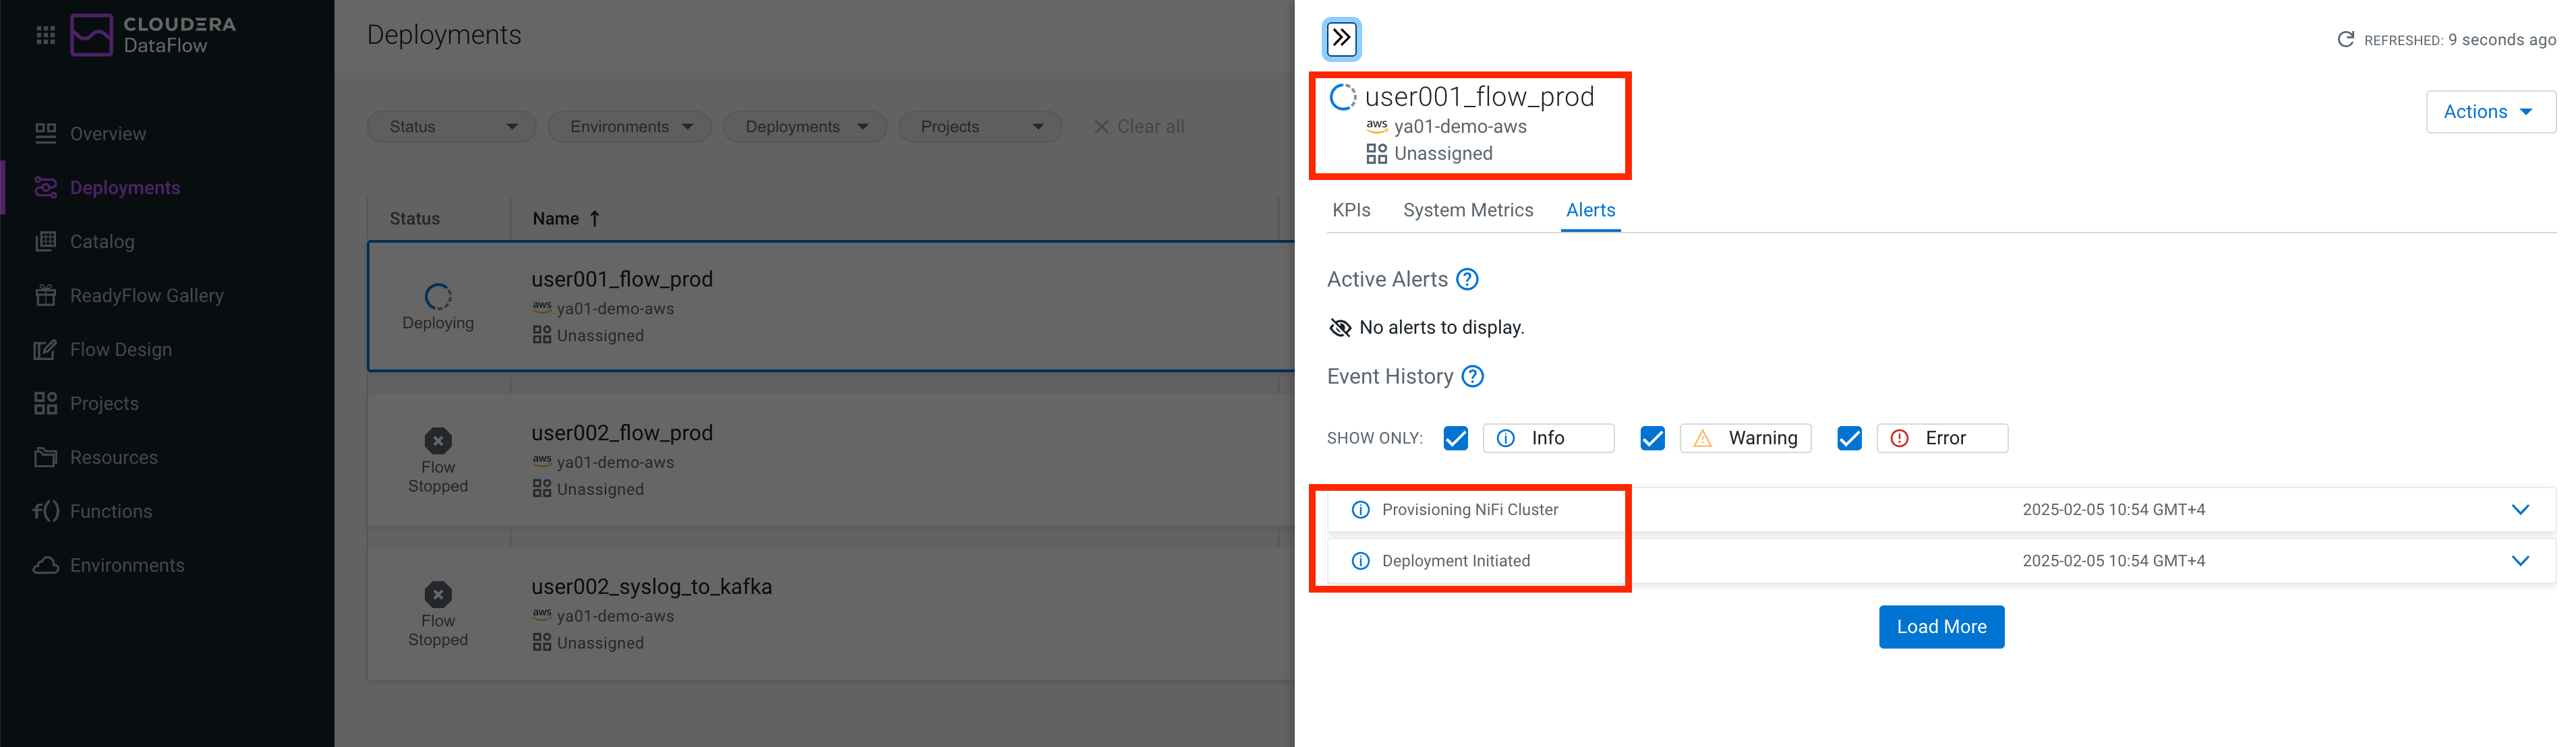 CLOUDERA
DataFlow
Overview
Deployments
Catalog
ReadyFlow Gallery
Flow Design
Projects
Resources
f() Functions
Environments
Deployments
Status Environments Deployments Projects Clear all
Status Name ↑
user001_flow_prod
aws ya01-demo-aws
Unassigned
Deploying
user002_flow_prod
aws ya01-demo-aws
Unassigned
Flow
Stopped
user002_syslog_to_kafka
aws ya01-demo-aws
Unassigned
Flow
Stopped
REFRESHED: 9 seconds ago
user001_flow_prod
aws ya01-demo-aws
Unassigned
Actions
KPIs System Metrics Alerts
Active Alerts ?
No alerts to display.
Event History ?
SHOW ONLY: Info Warning Error
Provisioning NiFi Cluster 2025-02-05 10:54 GMT+4
Deployment Initiated 2025-02-05 10:54 GMT+4
Load More